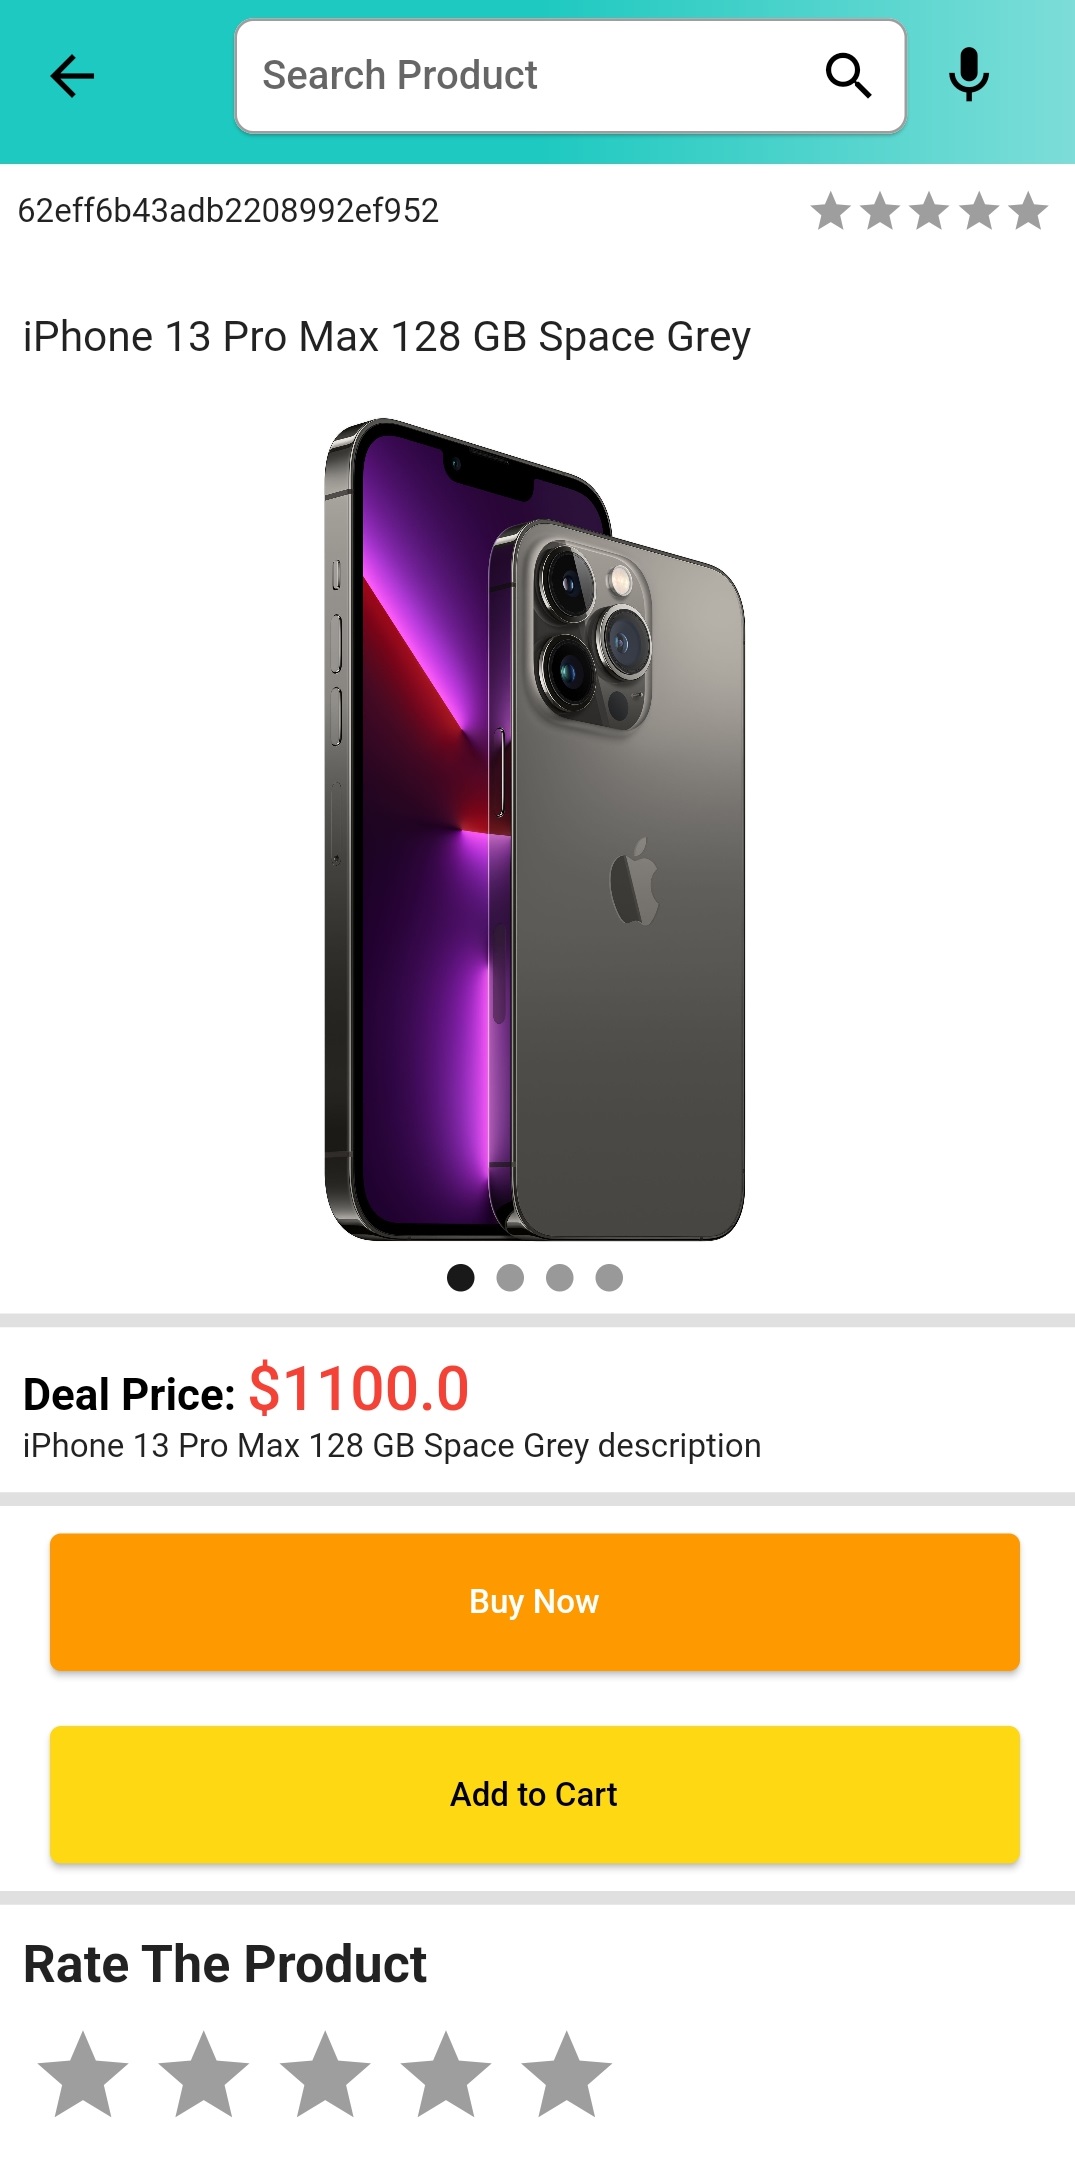 Search Product
62eff6b43adb2208992ef952
iPhone 13 Pro Max 128 GB Space Grey
Deal Price: $1100.0
iPhone 13 Pro Max 128 GB Space Grey description
Buy Now
Add to Cart
Rate The Product